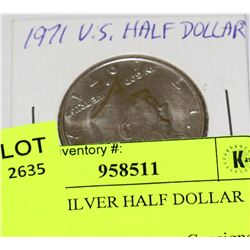 1971 U.S. HALF DOLLAR
LOT
2635
ventory #:
958511
ILVER HALF DOLLAR
K